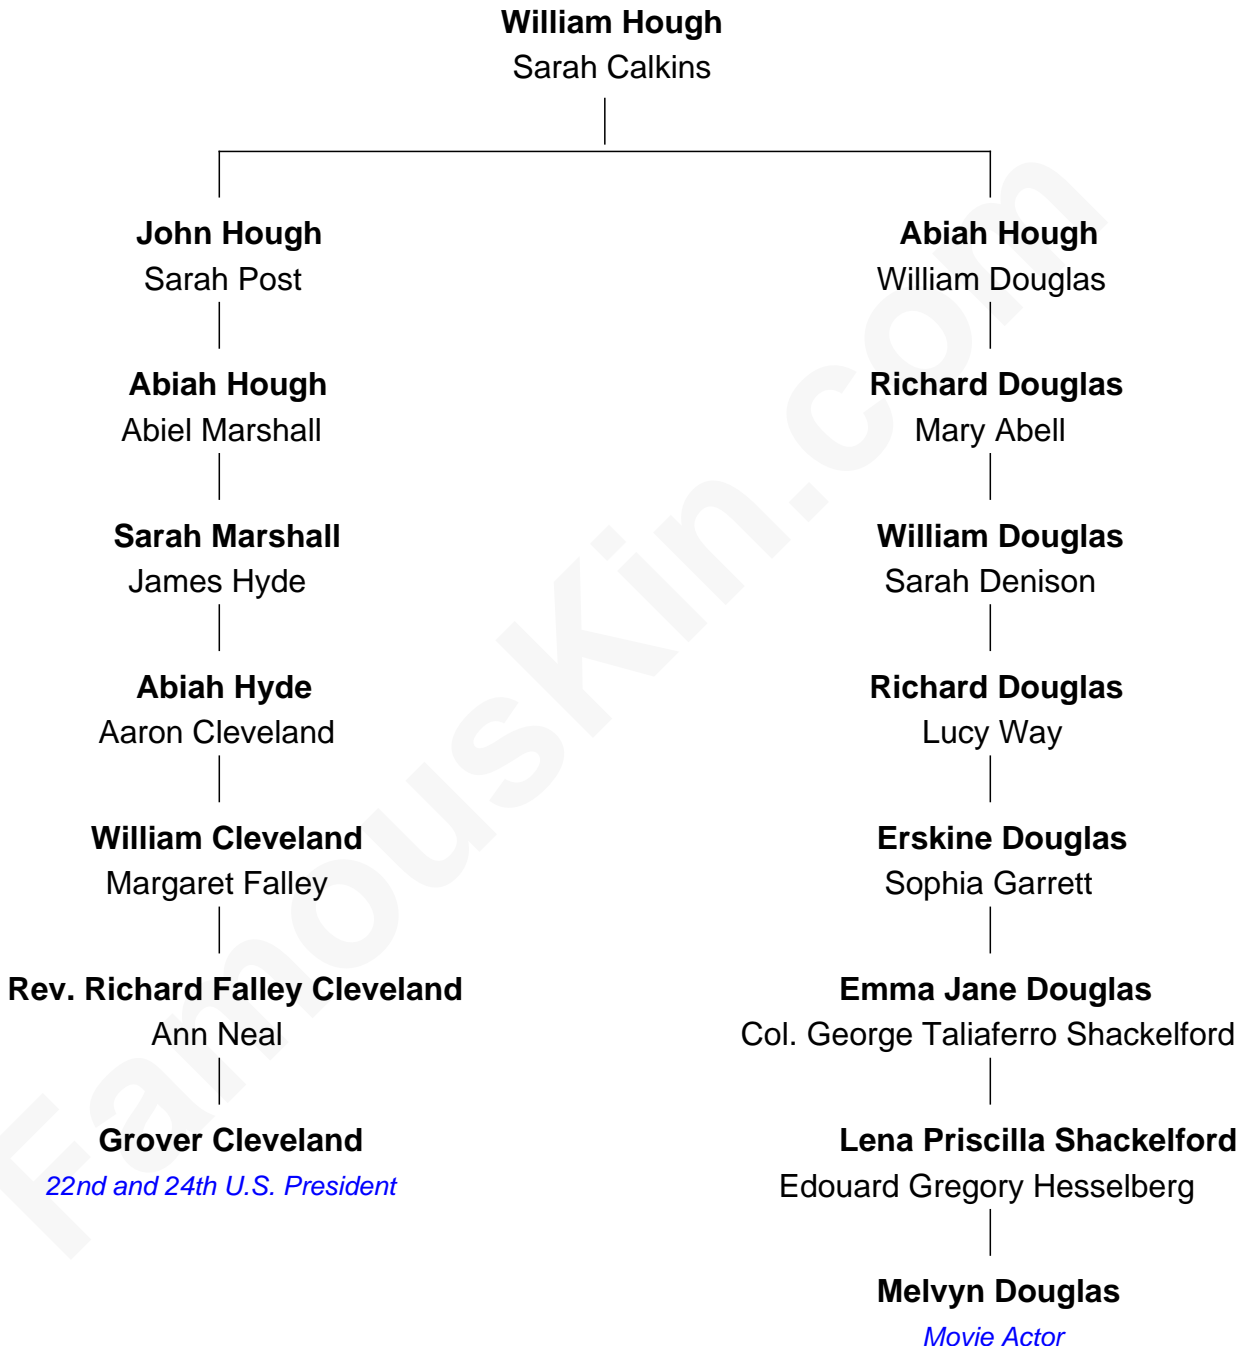 William Hough
Sarah Calkins
John Hough
Sarah Post
Abiah Hough
William Douglas
Abiah Hough
Abiel Marshall
Richard Douglas
Mary Abell
Sarah Marshall
James Hyde
William Douglas
Sarah Denison
Abiah Hyde
Aaron Cleveland
Richard Douglas
Lucy Way
William Cleveland
Margaret Falley
Erskine Douglas
Sophia Garrett
Rev. Richard Falley Cleveland
Ann Neal
Emma Jane Douglas
Col. George Taliaferro Shackelford
Grover Cleveland
22nd and 24th U.S. President
Lena Priscilla Shackelford
Edouard Gregory Hesselberg
Melvyn Douglas
Movie Actor
FamousKin.com